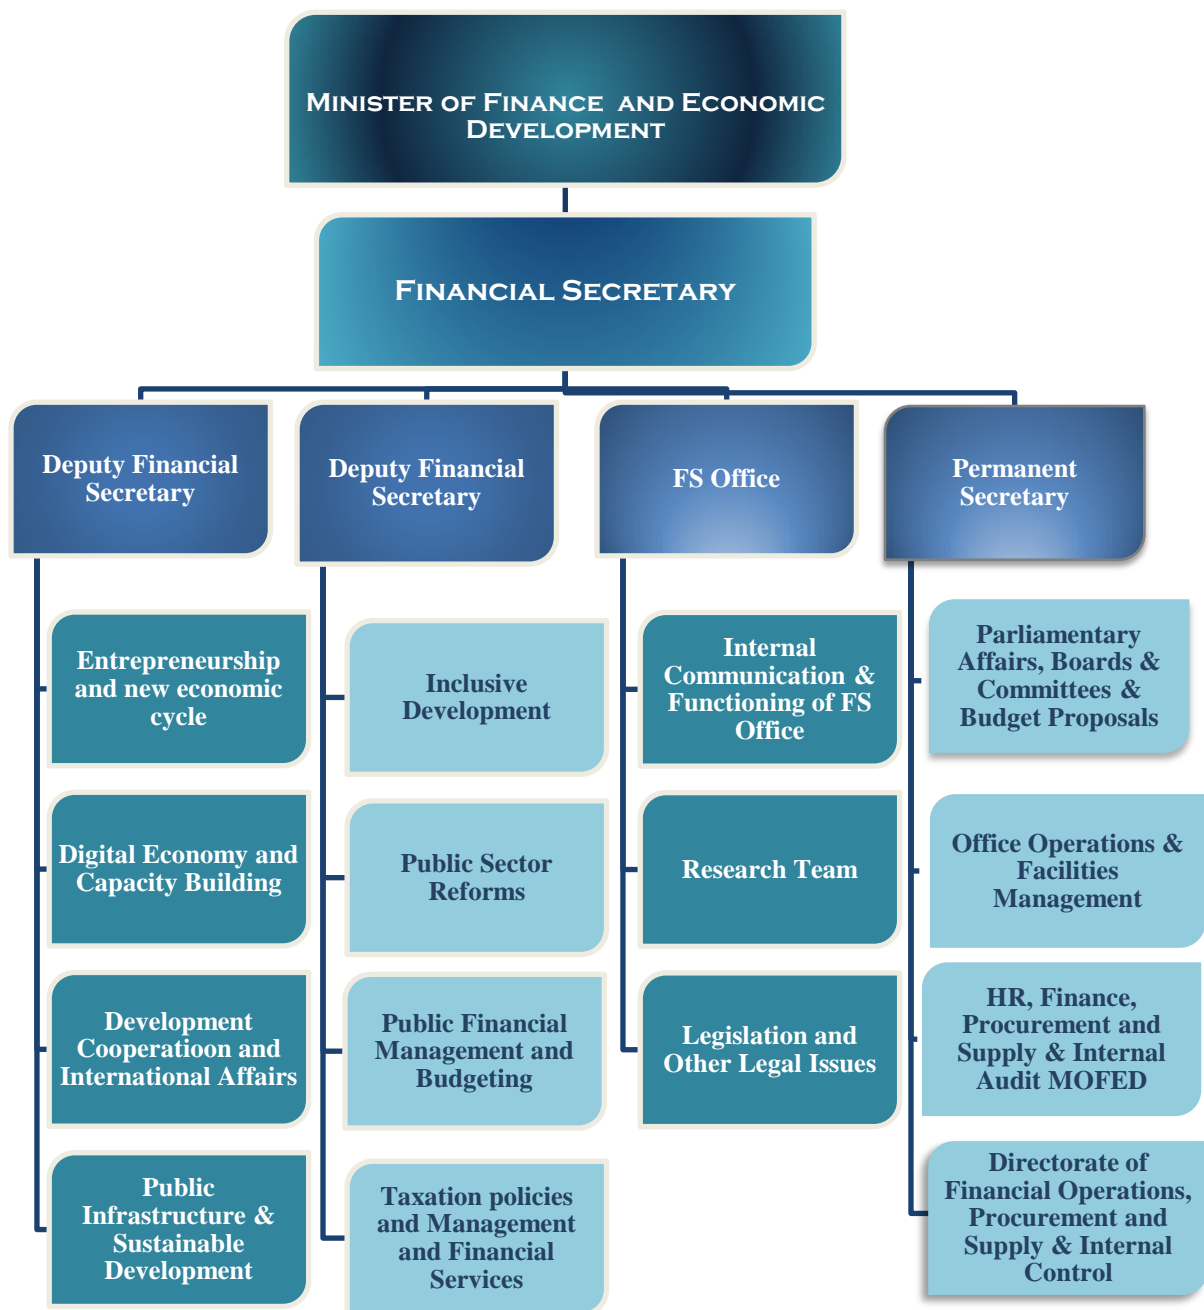 MINISTER OF FINANCE AND ECONOMIC
DEVELOPMENT
FINANCIAL SECRETARY
Deputy Financial
Secretary
Deputy Financial
Secretary
FS Office
Permanent
Secretary
Entrepreneurship
and new economic
cycle
Digital Economy and
Capacity Building
Development
Cooperatioon and
International Affairs
Public
Infrastructure &
Sustainable
Development
Inclusive
Development
Public Sector
Reforms
Public Financial
Management and
Budgeting
Taxation policies
and Management
and Financial
Services
Internal
Communication &
Functioning of FS
Office
Research Team
Legislation and
Other Legal Issues
Parliamentary
Affairs, Boards &
Committees &
Budget Proposals
Office Operations &
Facilities
Management
HR, Finance,
Procurement and
Supply & Internal
Audit MOFED
Directorate of
Financial Operations,
Procurement and
Supply & Internal
Control